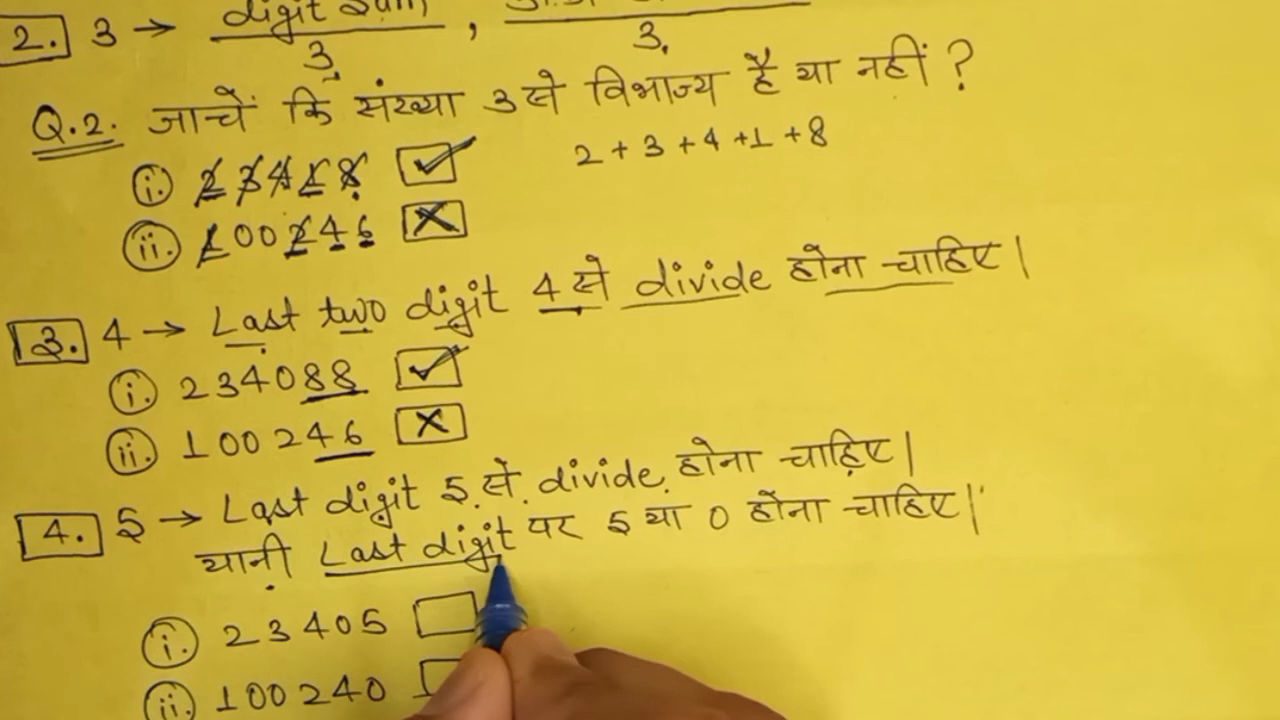 2. 3 → digit Sum / 3 ,  / 3.
Q.2. जाचें कि संख्या 3 से विभाज्य है या नहीं ?
2 + 3 + 4 + 1 + 8
i. 23418
ii. 100246
3. 4 → Last two digit 4 से divide होना चाहिए |
i. 234088
ii. 100246
4. 5 → Last digit 5 से divide होना चाहिए |
यानी Last digit पर 5 या 0 होना चाहिए |
i. 23405
ii. 100240